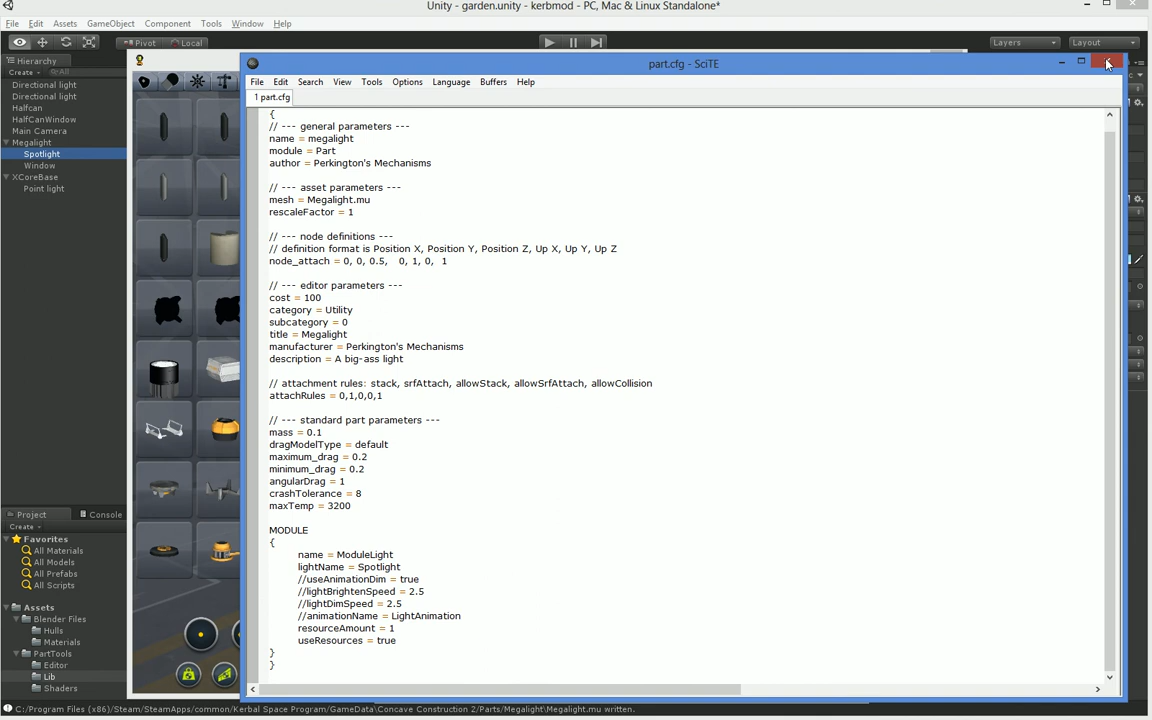 Unity - garden.unity - kerbmod - PC, Mac & Linux Standalone*
File Edit Assets GameObject Component Tools Window Help
Pivot Local Layers Layout
Hierarchy
Create All
Directional light
Directional light
Halfcan
HalfCanWindow
Main Camera
Megalight
Spotlight
Window
XCoreBase
Point light
Project Console
Create
Favorites
All Materials
All Models
All Prefabs
All Scripts
Assets
Blender Files
Hulls
Materials
PartTools
Editor
Lib
Shaders
part.cfg - SciTE
File Edit Search View Tools Options Language Buffers Help
1 part.cfg
{
// --- general parameters ---
name = megalight
module = Part
author = Perkington's Mechanisms
// --- asset parameters ---
mesh = Megalight.mu
rescaleFactor = 1
// --- node definitions ---
// definition format is Position X, Position Y, Position Z, Up X, Up Y, Up Z
node_attach = 0, 0, 0.5, 0, 1, 0, 1
// --- editor parameters ---
cost = 100
category = Utility
subcategory = 0
title = Megalight
manufacturer = Perkington's Mechanisms
description = A big-ass light
// attachment rules: stack, srfAttach, allowStack, allowSrfAttach, allowCollision
attachRules = 0,1,0,0,1
// --- standard part parameters ---
mass = 0.1
dragModelType = default
maximum_drag = 0.2
minimum_drag = 0.2
angularDrag = 1
crashTolerance = 8
maxTemp = 3200
MODULE
{
name = ModuleLight
lightName = Spotlight
//useAnimationDim = true
//lightBrightenSpeed = 2.5
//lightDimSpeed = 2.5
//animationName = LightAnimation
resourceAmount = 1
useResources = true
}
}
C:/Program Files (x86)/Steam/SteamApps/common/Kerbal Space Program/GameData\Concave Construction 2/Parts/Megalight\Megalight.mu written.